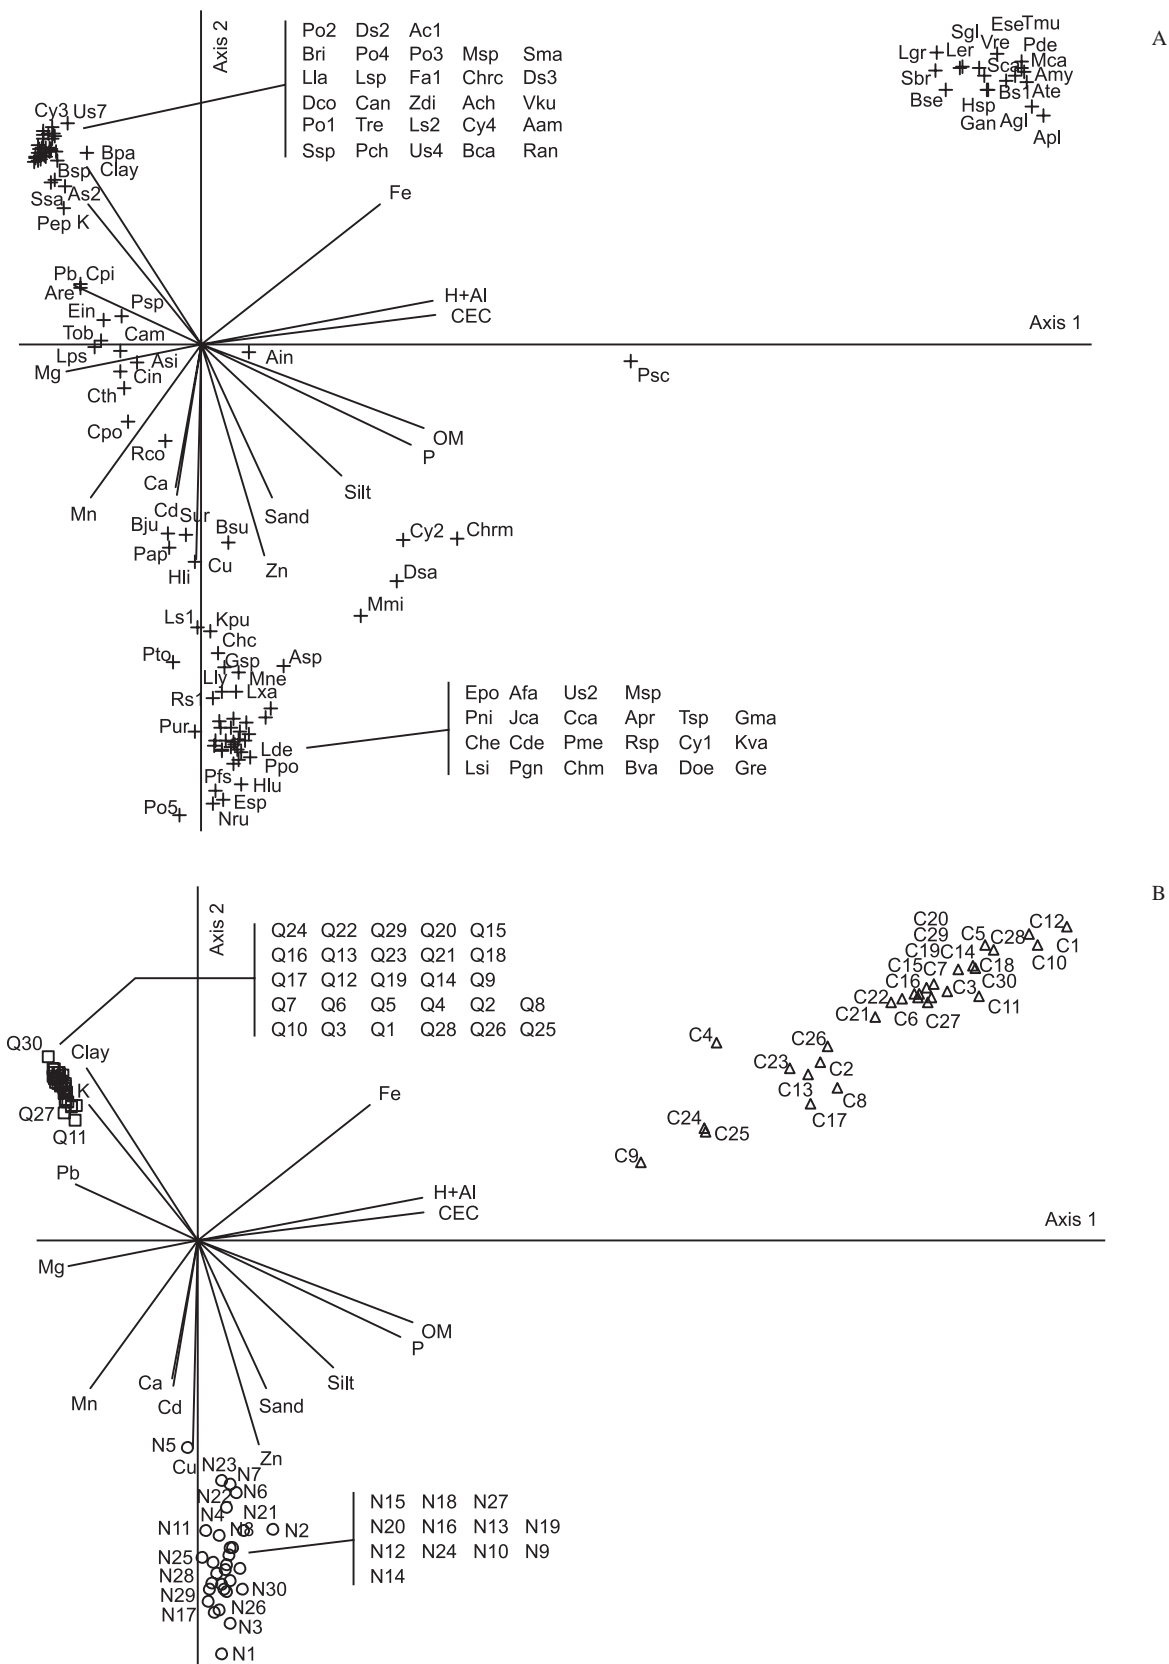 A
Axis 2
Po2 Ds2 Ac1
Bri Po4 Po3 Msp Sma
Lla Lsp Fa1 Chrc Ds3
Dco Can Zdi Ach Vku
Po1 Tre Ls2 Cy4 Aam
Ssp Pch Us4 Bca Ran
Ese Tmu
Sgl
Lgr Ler Vre Pde
Sbr Sca Mca
Amy
Bse Hsp Bs1 Ate
Gan Agl
Apl
Cy3 Us7
Bpa
Bsp Clay
Ssa As2
Pep K
Fe
Pb Cpi
Are
Ein Psp
H+Al
CEC
Axis 1
Tob Cam
Lps Asi Ain
Mg Cin
Psc
Cth
Cpo
Rco
OM
P
Ca
Silt
Mn
Cd Sur Sand
Bju Bsu
Pap
Cy2 Chrm
Hli Cu Zn
Dsa
Mmi
Ls1 Kpu
Chc
Pto Gsp Asp
Lly Mne
Rs1 Lxa
Pur
Lde
Ppo
Pfs Hlu
Po5 Esp
Nru
Epo Afa Us2 Msp
Pni Jca Cca Apr Tsp Gma
Che Cde Pme Rsp Cy1 Kva
Lsi Pgn Chm Bva Doe Gre
B
Axis 2
Q24 Q22 Q29 Q20 Q15
Q16 Q13 Q23 Q21 Q18
Q17 Q12 Q19 Q14 Q9
Q7 Q6 Q5 Q4 Q2 Q8
Q10 Q3 Q1 Q28 Q26 Q25
C20
C29 C5 C28 C12
C1
C19 C14 C10
C15 C7 C18
C16 C3 C30
C22 C11
C21 C6 C27
C4 C26
C23 C2
C13 C8
C17
C24
C25
C9
Q30 Clay
K
Q27
Q11
Fe
Pb
H+Al
CEC
Axis 1
Mg
OM
P
Ca Silt
Mn Cd Sand
N5
Cu Zn
N23 N7
N22 N6
N4 N21
N11 N8 N2
N25
N28
N29 N30
N17 N26
N3
N1
N15 N18 N27
N20 N16 N13 N19
N12 N24 N10 N9
N14